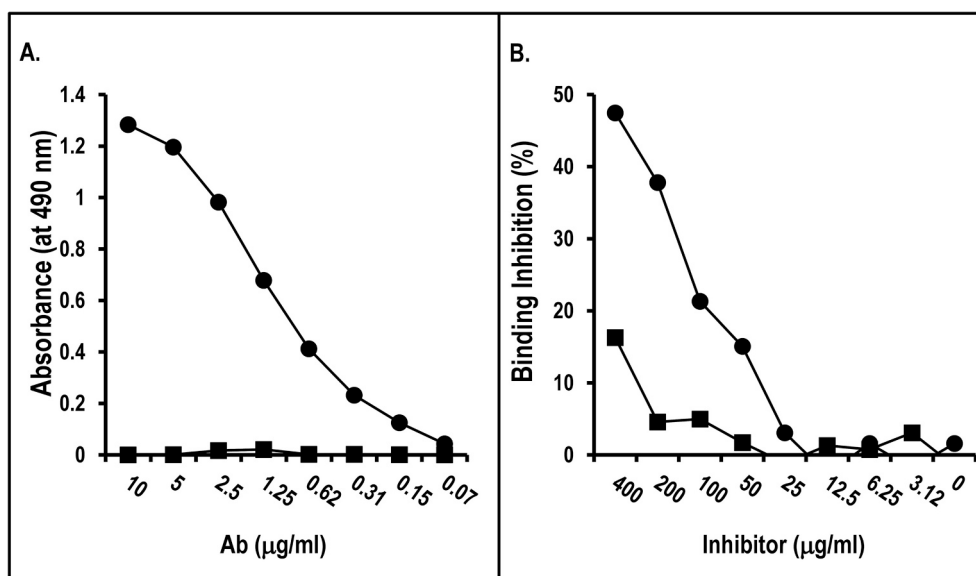 A.
1.4
1.2
1
0.8
0.6
0.4
0.2
0
Absorbance (at 490 nm)
10 5 2.5 1.25 0.62 0.31 0.15 0.07
Ab (μg/ml)
B.
50
40
30
20
10
0
Binding Inhibition (%)
400 200 100 50 25 12.5 6.25 3.12 0
Inhibitor (μg/ml)